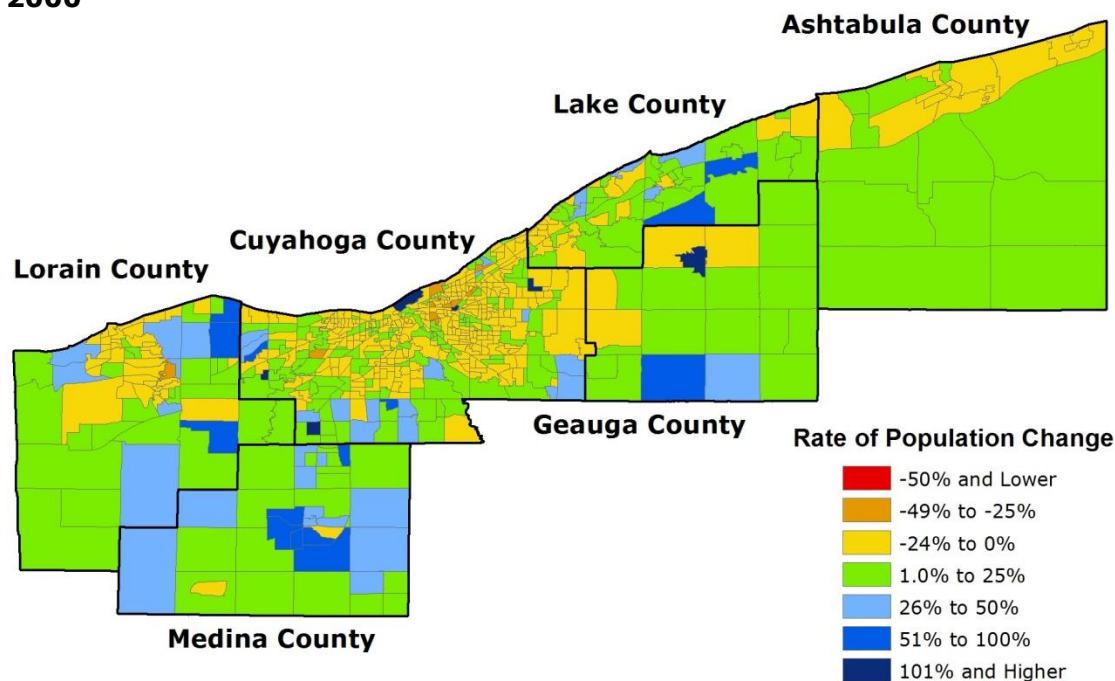 2000
Ashtabula County
Lake County
Cuyahoga County
Lorain County
Geauga County
Medina County
Rate of Population Change
-50% and Lower
-49% to -25%
-24% to 0%
1.0% to 25%
26% to 50%
51% to 100%
101% and Higher